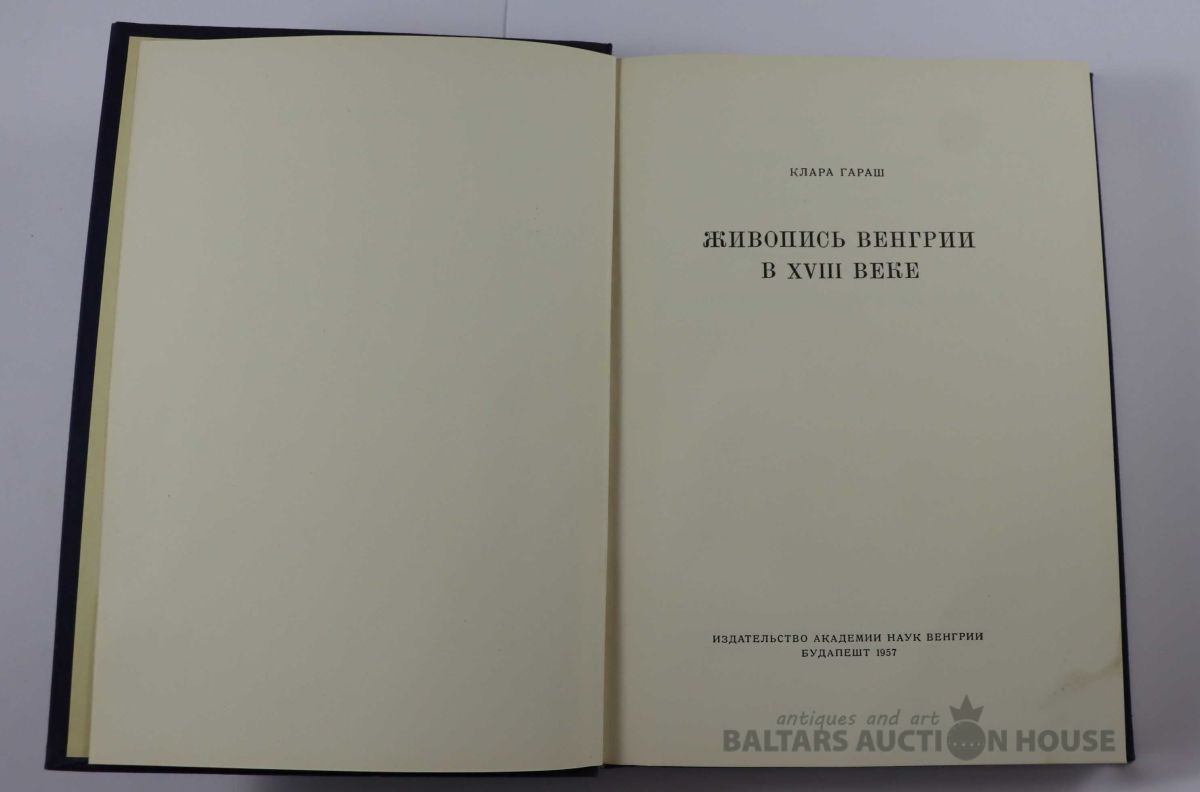 КЛАРА ГАРАШ
ЖИВОПИСЬ ВЕНГРИИ
В XVIII ВЕКЕ
ИЗДАТЕЛЬСТВО АКАДЕМИИ НАУК ВЕНГРИИ
БУДАПЕШТ 1957
antiques and art
BALTARS AUCTION HOUSE